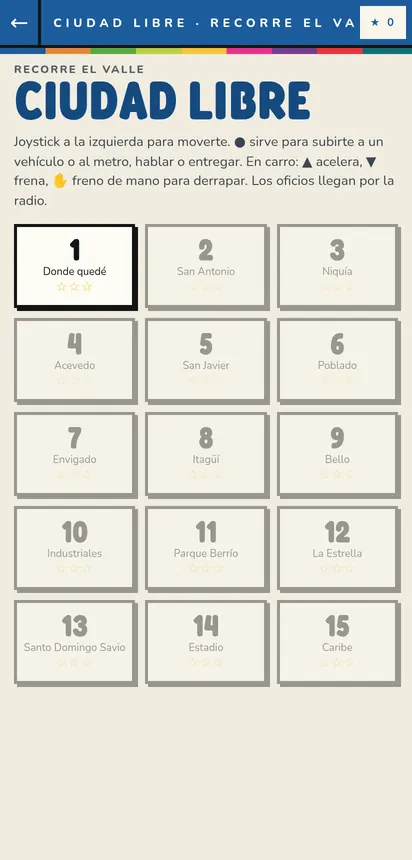 ←
CIUDAD LIBRE · RECORRE EL VA
★ 0
RECORRE EL VALLE
CIUDAD LIBRE
Joystick a la izquierda para moverte. ● sirve para subirte a un
vehículo o al metro, hablar o entregar. En carro: ▲ acelera, ▼
frena, ✋ freno de mano para derrapar. Los oficios llegan por la
radio.
1
Donde quedé
☆☆☆
2
San Antonio
☆☆☆
3
Niquía
☆☆☆
4
Acevedo
☆☆☆
5
San Javier
☆☆☆
6
Poblado
☆☆☆
7
Envigado
☆☆☆
8
Itagüí
☆☆☆
9
Bello
☆☆☆
10
Industriales
☆☆☆
11
Parque Berrío
☆☆☆
12
La Estrella
☆☆☆
13
Santo Domingo Savio
☆☆☆
14
Estadio
☆☆☆
15
Caribe
☆☆☆